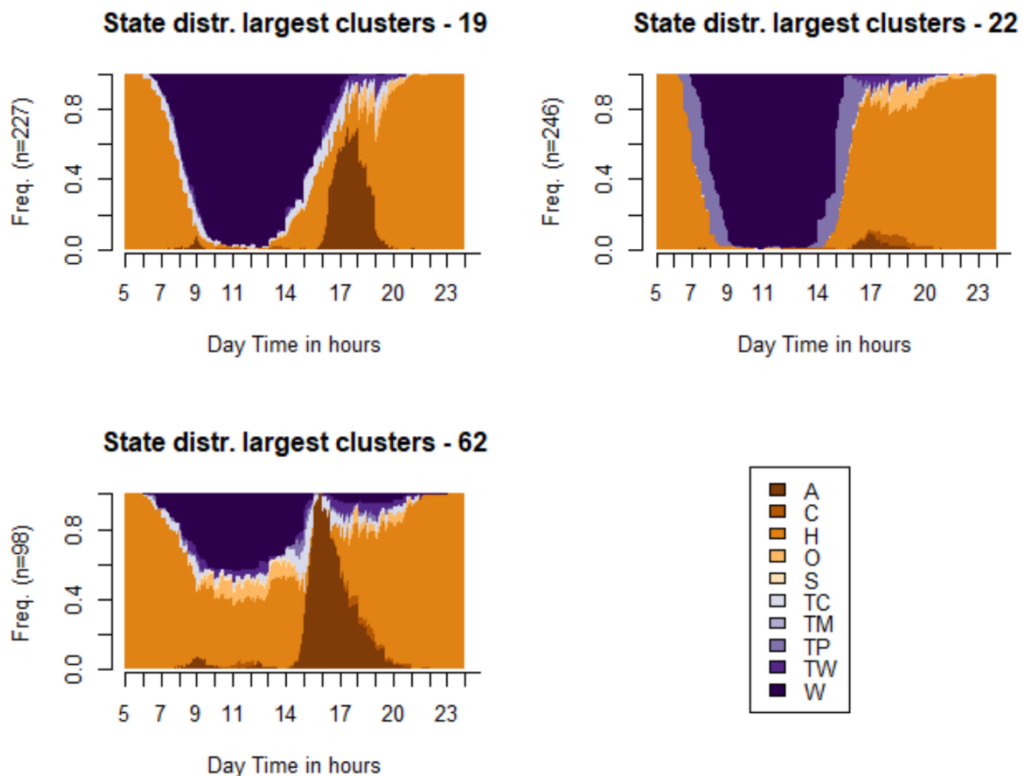 State distr. largest clusters - 19
Freq. (n=227)
0.0 0.4 0.8
5 7 9 11 14 17 20 23
Day Time in hours
State distr. largest clusters - 22
Freq. (n=246)
0.0 0.4 0.8
5 7 9 11 14 17 20 23
Day Time in hours
State distr. largest clusters - 62
Freq. (n=98)
0.0 0.4 0.8
5 7 9 11 14 17 20 23
Day Time in hours
A
C
H
O
S
TC
TM
TP
TW
W